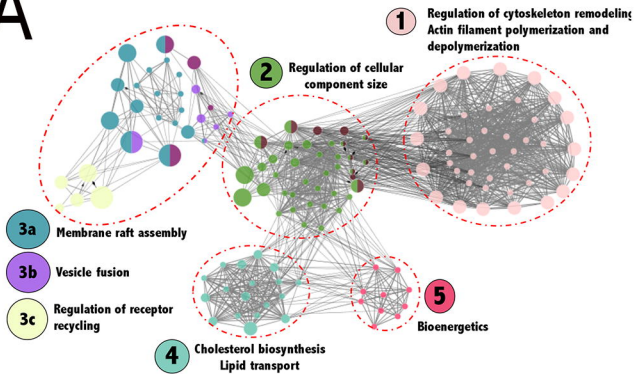 A
1
Regulation of cytoskeleton remodeling
Actin filament polymerization and
depolymerization
2
Regulation of cellular
component size
3a
Membrane raft assembly
3b
Vesicle fusion
3c
Regulation of receptor
recycling
4
Cholesterol biosynthesis
Lipid transport
5
Bioenergetics